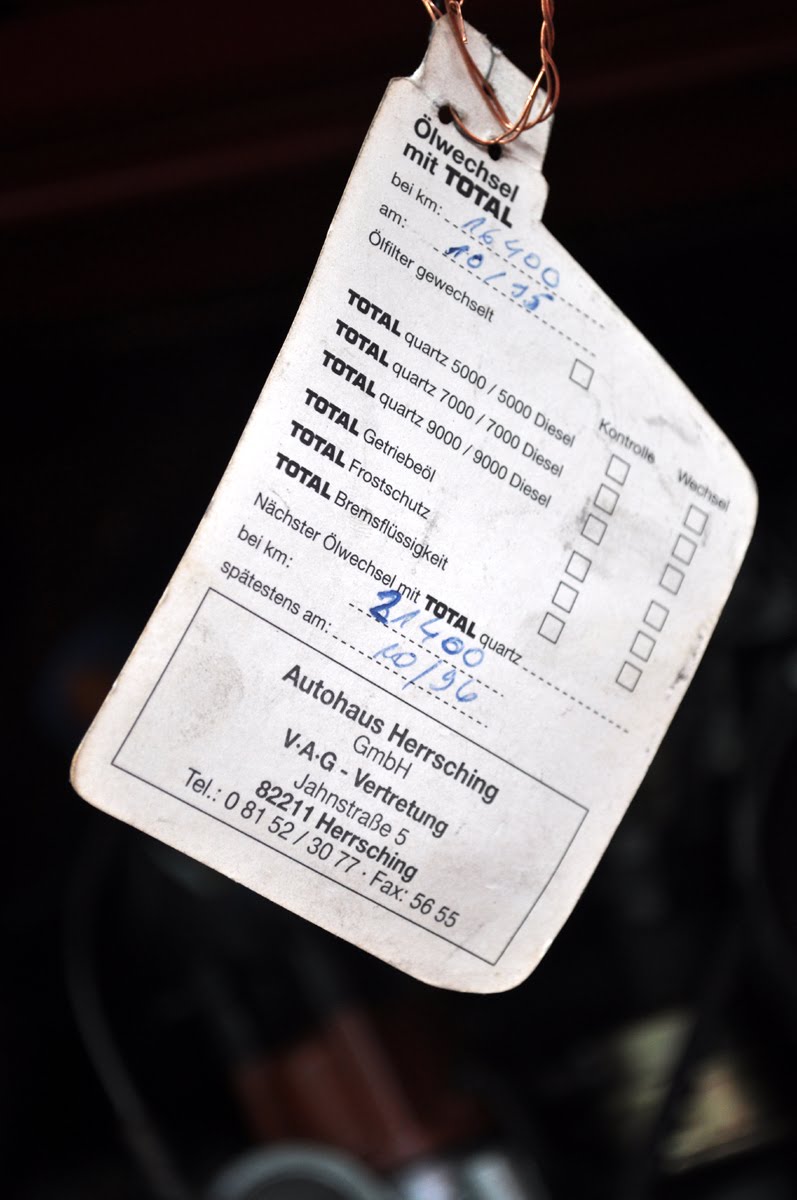 Ölwechsel
mit TOTAL
bei km: 16400
am: 10/95
Ölfilter gewechselt
Kontrolle Wechsel
TOTAL quartz 5000 / 5000 Diesel
TOTAL quartz 7000 / 7000 Diesel
TOTAL quartz 9000 / 9000 Diesel
TOTAL Getriebeöl
TOTAL Frostschutz
TOTAL Bremsflüssigkeit
Nächster Ölwechsel mit TOTAL quartz
bei km: 21400
spätestens am: 10/96
Autohaus Herrsching
GmbH
V·A·G - Vertretung
Jahnstraße 5
82211 Herrsching
Tel.: 0 81 52 / 30 77 · Fax: 56 55